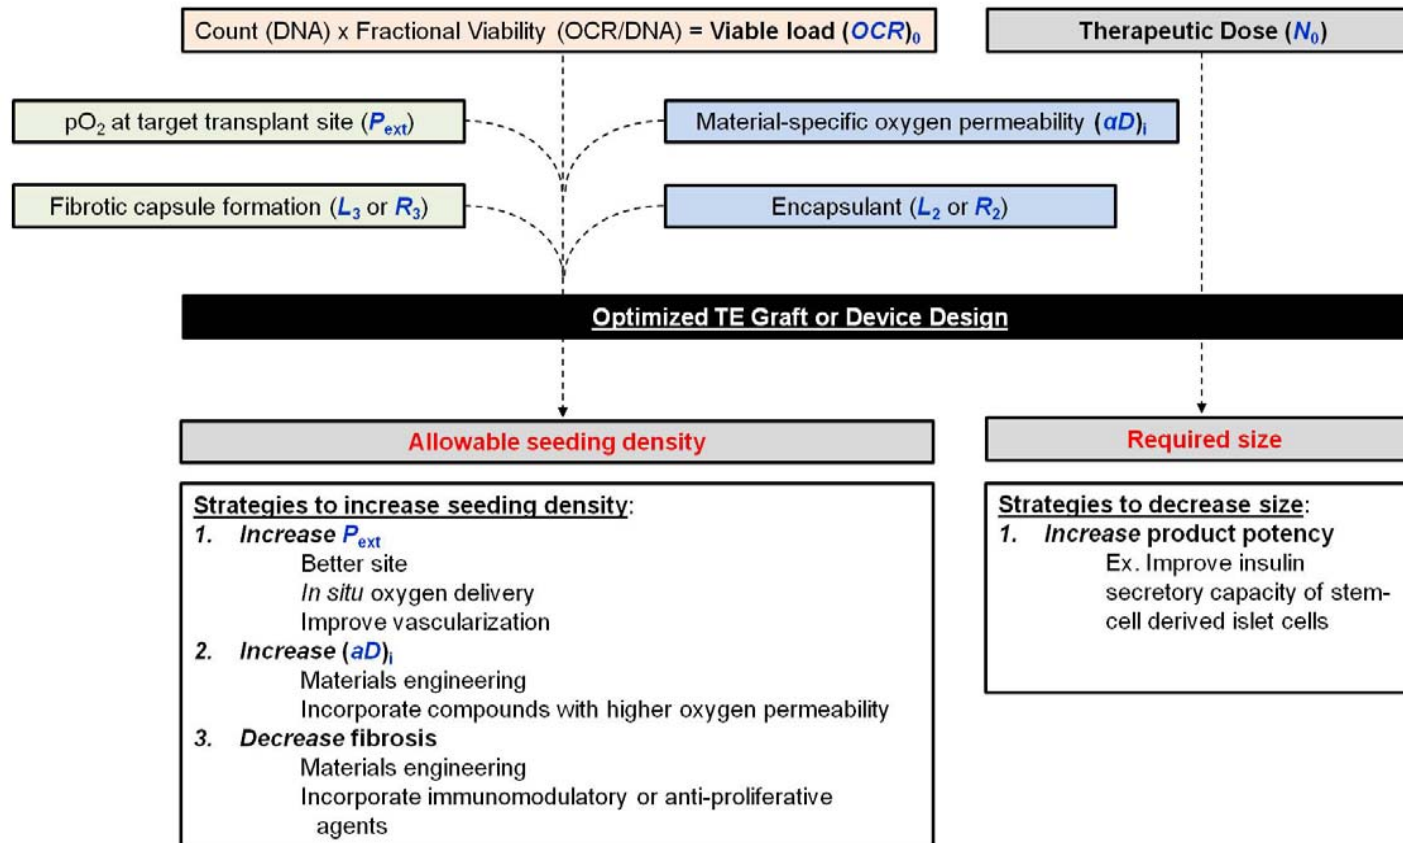 Count (DNA) x Fractional Viability (OCR/DNA) = Viable load (OCR)₀
Therapeutic Dose (N₀)
pO₂ at target transplant site (Pext)
Material-specific oxygen permeability (αD)i
Fibrotic capsule formation (L₃ or R₃)
Encapsulant (L₂ or R₂)
Optimized TE Graft or Device Design
Allowable seeding density
Required size
Strategies to increase seeding density:
1. Increase Pext
Better site
In situ oxygen delivery
Improve vascularization
2. Increase (aD)i
Materials engineering
Incorporate compounds with higher oxygen permeability
3. Decrease fibrosis
Materials engineering
Incorporate immunomodulatory or anti-proliferative
agents
Strategies to decrease size:
1. Increase product potency
Ex. Improve insulin
secretory capacity of stem-
cell derived islet cells